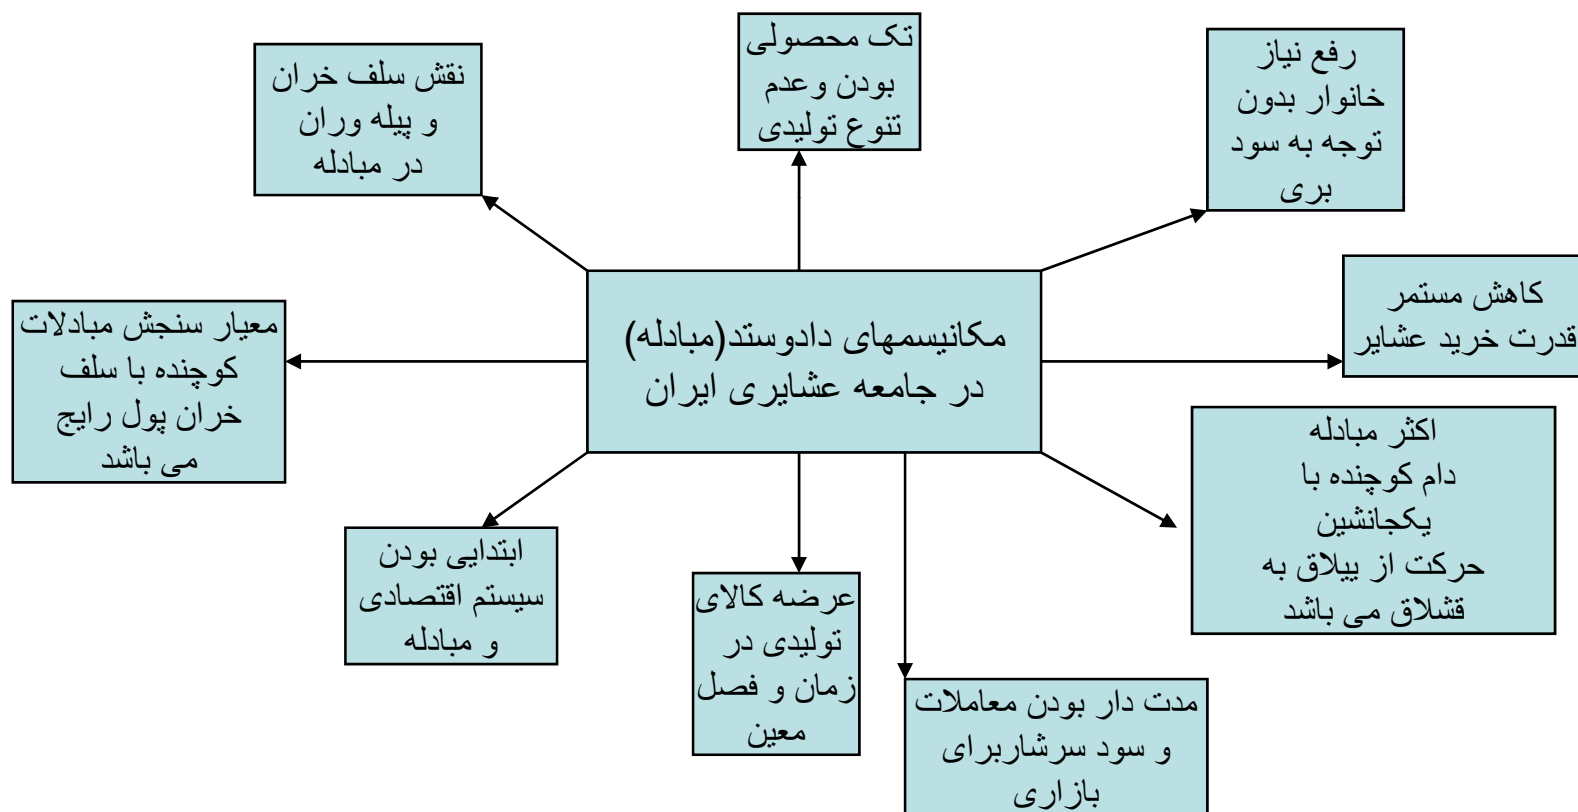 تک محصولی
بودن وعدم
تنوع تولیدی
رفع نیاز
خانوار بدون
توجه به سود
بری
نقش سلف خران
و پیله وران
در مبادله
کاهش مستمر
قدرت خرید عشایر
مکانیسمهای دادوستد(مبادله)
در جامعه عشایری ایران
معیار سنجش مبادلات
کوچنده با سلف
خران پول رایج
می باشد
اکثر مبادله
دام کوچنده با
یکجانشین
حرکت از ییلاق به
قشلاق می باشد
ابتدایی بودن
سیستم اقتصادی
و مبادله
عرضه کالای
تولیدی در
زمان و فصل
معین
مدت دار بودن معاملات
و سود سرشاربرای
بازاری